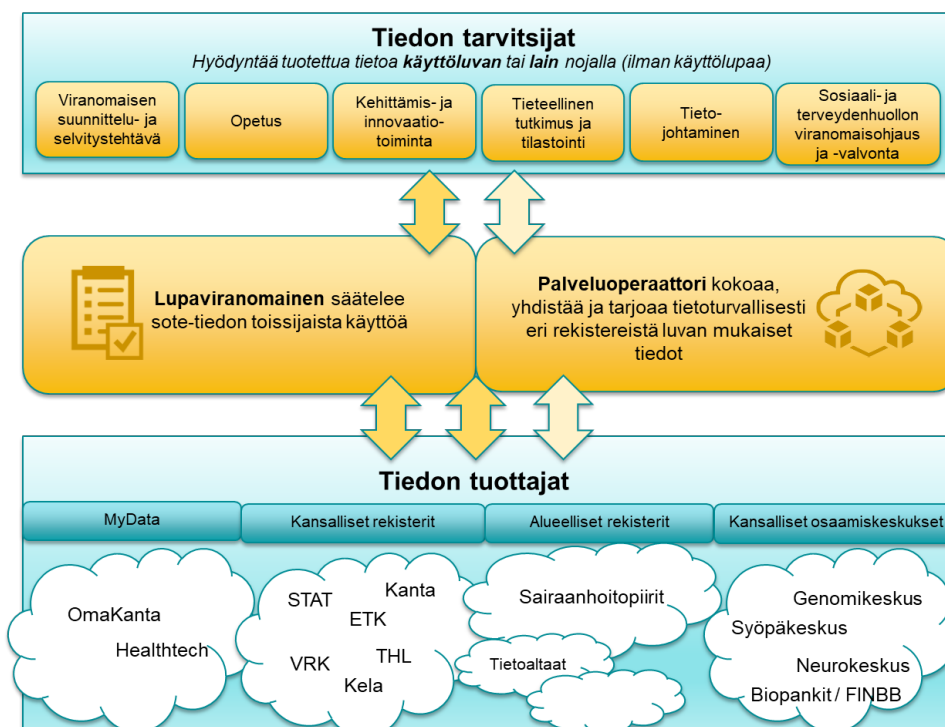 Tiedon tarvitsijat
Hyödyntää tuotettua tietoa käyttöluvan tai lain nojalla (ilman käyttölupaa)
Viranomaisen
suunnittelu- ja
selvitystehtävä
Opetus
Kehittämis- ja
innovaatio-
toiminta
Tieteellinen
tutkimus ja
tilastointi
Tieto-
johtaminen
Sosiaali- ja
terveydenhuollon
viranomaisohjaus
ja -valvonta
Lupaviranomainen säätelee
sote-tiedon toissijaista käyttöä
Palveluoperaattori kokoaa,
yhdistää ja tarjoaa tietoturvallisesti
eri rekistereistä luvan mukaiset
tiedot
Tiedon tuottajat
MyData
Kansalliset rekisterit
Alueelliset rekisterit
Kansalliset osaamiskeskukset
OmaKanta
Healthtech
STAT
Kanta
ETK
VRK
THL
Kela
Sairaanhoitopiirit
Tietoaltaat
Genomikeskus
Syöpäkeskus
Neurokeskus
Biopankit / FINBB